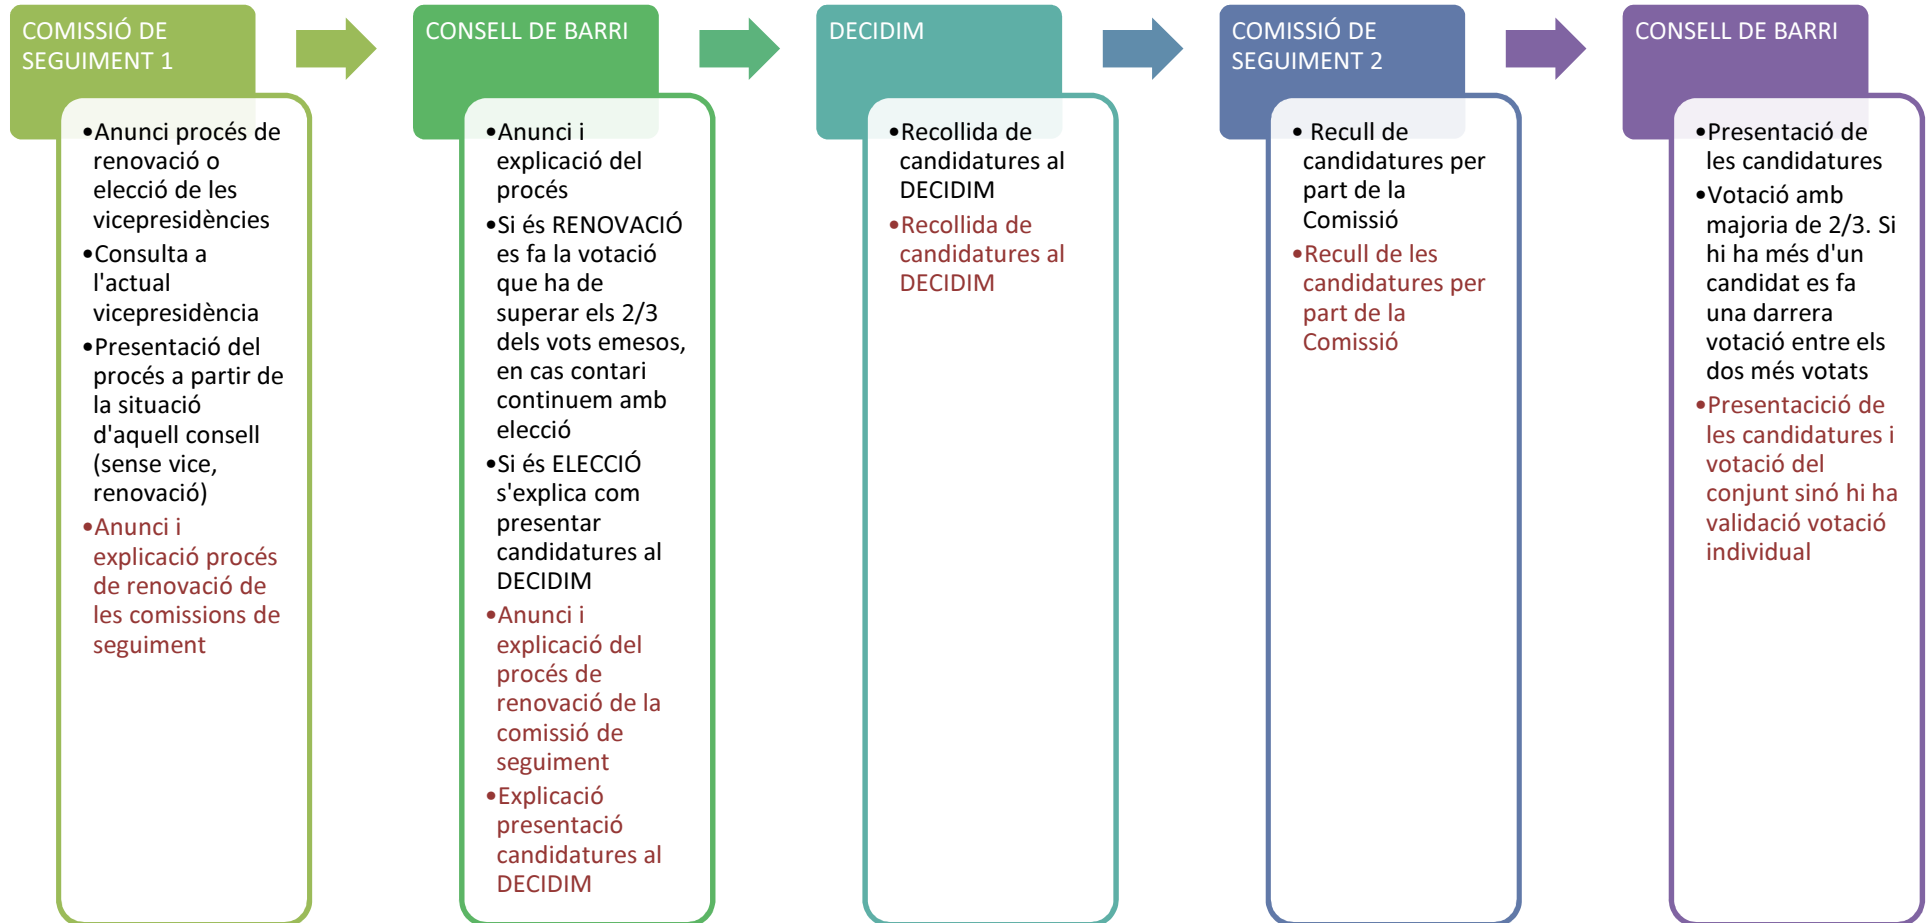 COMISSIÓ DE
SEGUIMENT 1
•Anunci procés de
renovació o
elecció de les
vicepresidències
•Consulta a
l'actual
vicepresidència
•Presentació del
procés a partir de
la situació
d'aquell consell
(sense vice,
renovació)
•Anunci i
explicació procés
de renovació de
les comissions de
seguiment
CONSELL DE BARRI
•Anunci i
explicació del
procés
•Si és RENOVACIÓ
es fa la votació
que ha de
superar els 2/3
dels vots emesos,
en cas contari
continuem amb
elecció
•Si és ELECCIÓ
s'explica com
presentar
candidatures al
DECIDIM
•Anunci i
explicació del
procés de
renovació de la
comissió de
seguiment
•Explicació
presentació
candidatures al
DECIDIM
DECIDIM
•Recollida de
candidatures al
DECIDIM
•Recollida de
candidatures al
DECIDIM
COMISSIÓ DE
SEGUIMENT 2
• Recull de
candidatures per
part de la
Comissió
•Recull de les
candidatures per
part de la
Comissió
CONSELL DE BARRI
•Presentació de
les candidatures
•Votació amb
majoria de 2/3. Si
hi ha més d'un
candidat es fa
una darrera
votació entre els
dos més votats
•Presentacició de
les candidatures i
votació del
conjunt sinó hi ha
validació votació
individual